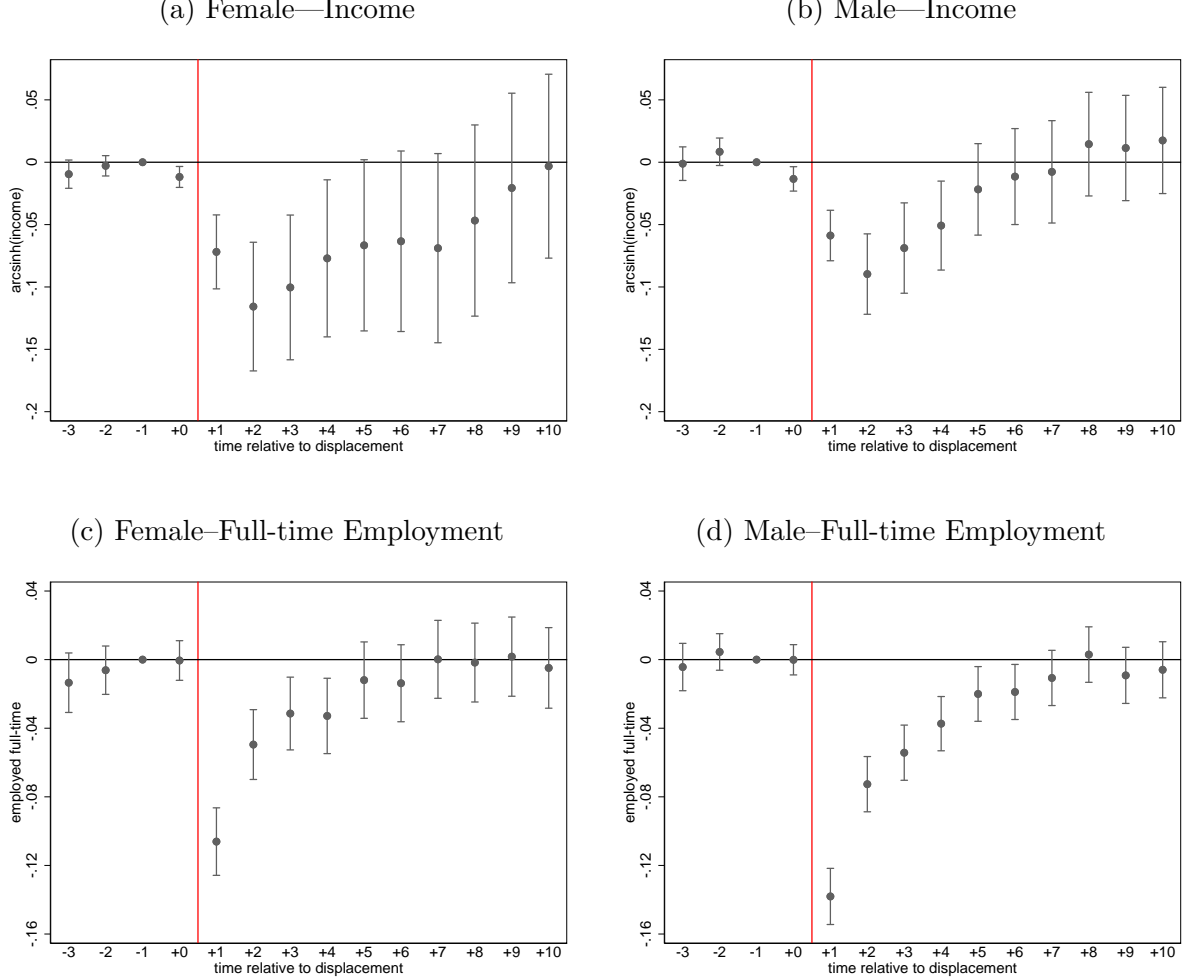 (a) Female—Income
(b) Male—Income
.05
0
-.05
-.1
-.15
-.2
arcsinh(income)
-3 -2 -1 +0 +1 +2 +3 +4 +5 +6 +7 +8 +9 +10
time relative to displacement
.05
0
-.05
-.1
-.15
-.2
arcsinh(income)
-3 -2 -1 +0 +1 +2 +3 +4 +5 +6 +7 +8 +9 +10
time relative to displacement
(c) Female–Full-time Employment
(d) Male–Full-time Employment
.04
0
-.04
-.08
-.12
-.16
employed full-time
-3 -2 -1 +0 +1 +2 +3 +4 +5 +6 +7 +8 +9 +10
time relative to displacement
.04
0
-.04
-.08
-.12
-.16
employed full-time
-3 -2 -1 +0 +1 +2 +3 +4 +5 +6 +7 +8 +9 +10
time relative to displacement